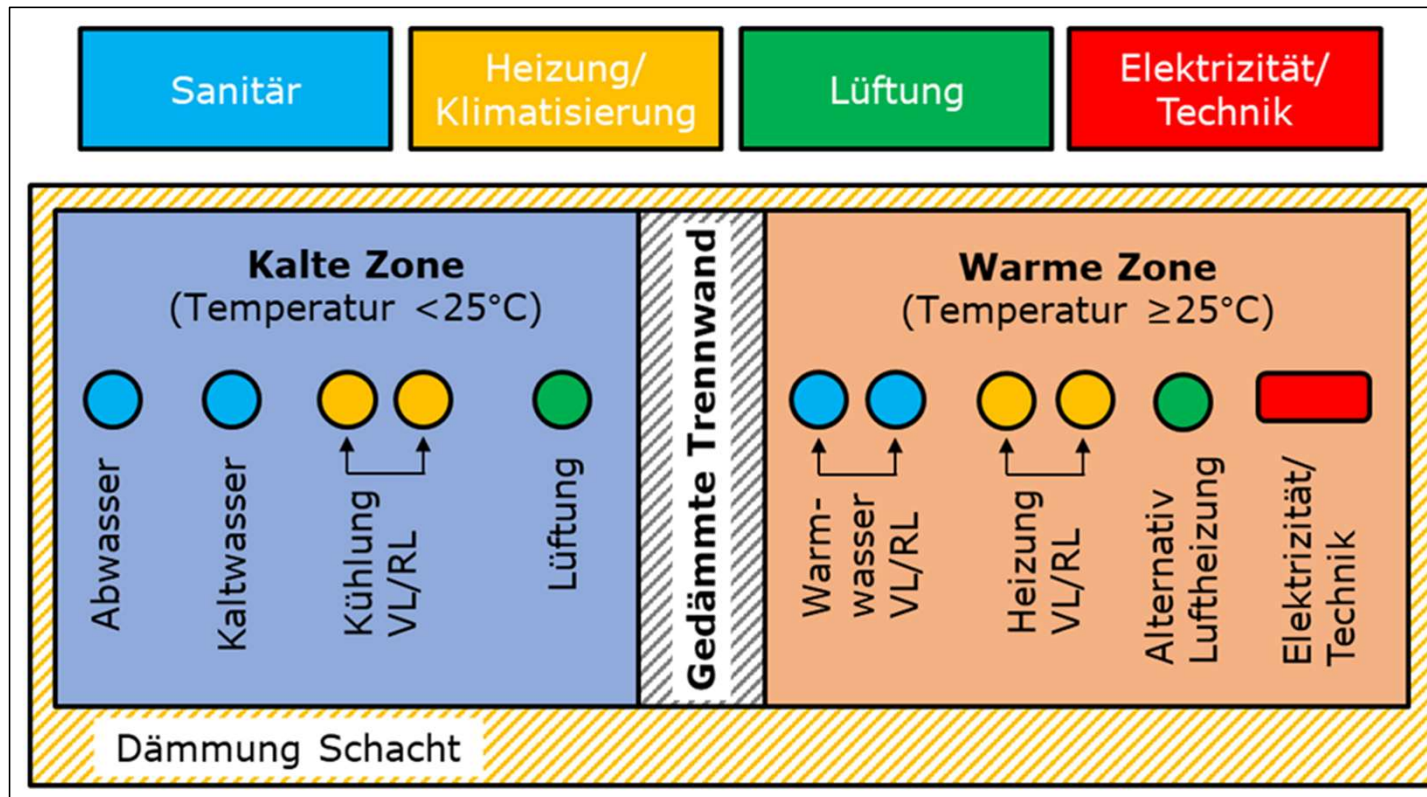 Sanitär
Heizung/
Klimatisierung
Lüftung
Elektrizität/
Technik
Kalte Zone
(Temperatur <25°C)
Gedämmte Trennwand
Warme Zone
(Temperatur ≥25°C)
Abwasser
Kaltwasser
Kühlung
VL/RL
Lüftung
Warm-
wasser
VL/RL
Heizung
VL/RL
Alternativ
Luftheizung
Elektrizität/
Technik
Dämmung Schacht